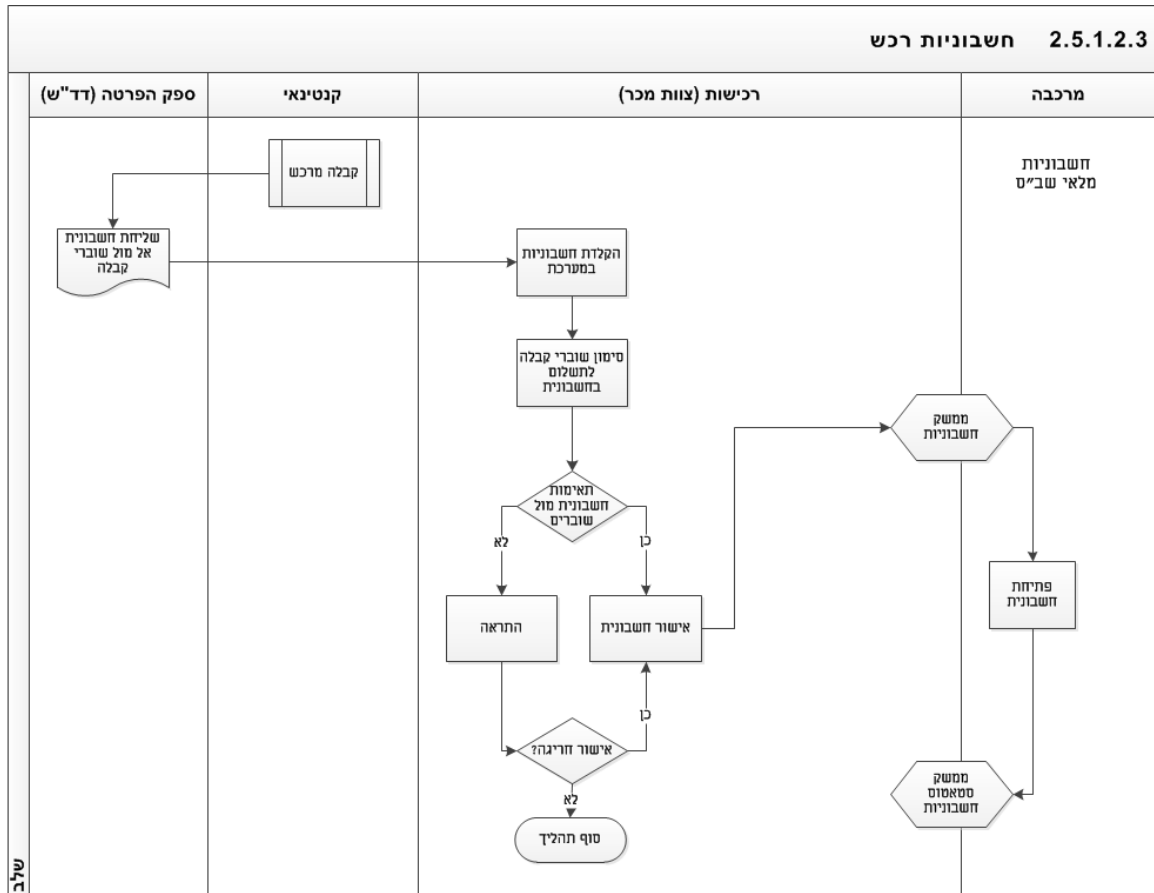 2.5.1.2.3 חשבוניות רכש
מרכבה
רכישות (צוות מכר)
קנטינאי
ספק הפרטה (דד"ש)
חשבוניות
מלאי שב"ס
קבלה מרכש
שליחת חשבונית
אל מול שוברי
קבלה
הקלדת חשבוניות
במערכת
סימון שוברי קבלה
לתשלום
בחשבונית
ממשק
חשבוניות
תאימות
חשבונית מול
שוברים
כן
לא
פתיחת
חשבונית
אישור חשבונית
התראה
כן
אישור חריגה?
לא
ממשק
סטאטוס
חשבוניות
סוף תהליך
שלב